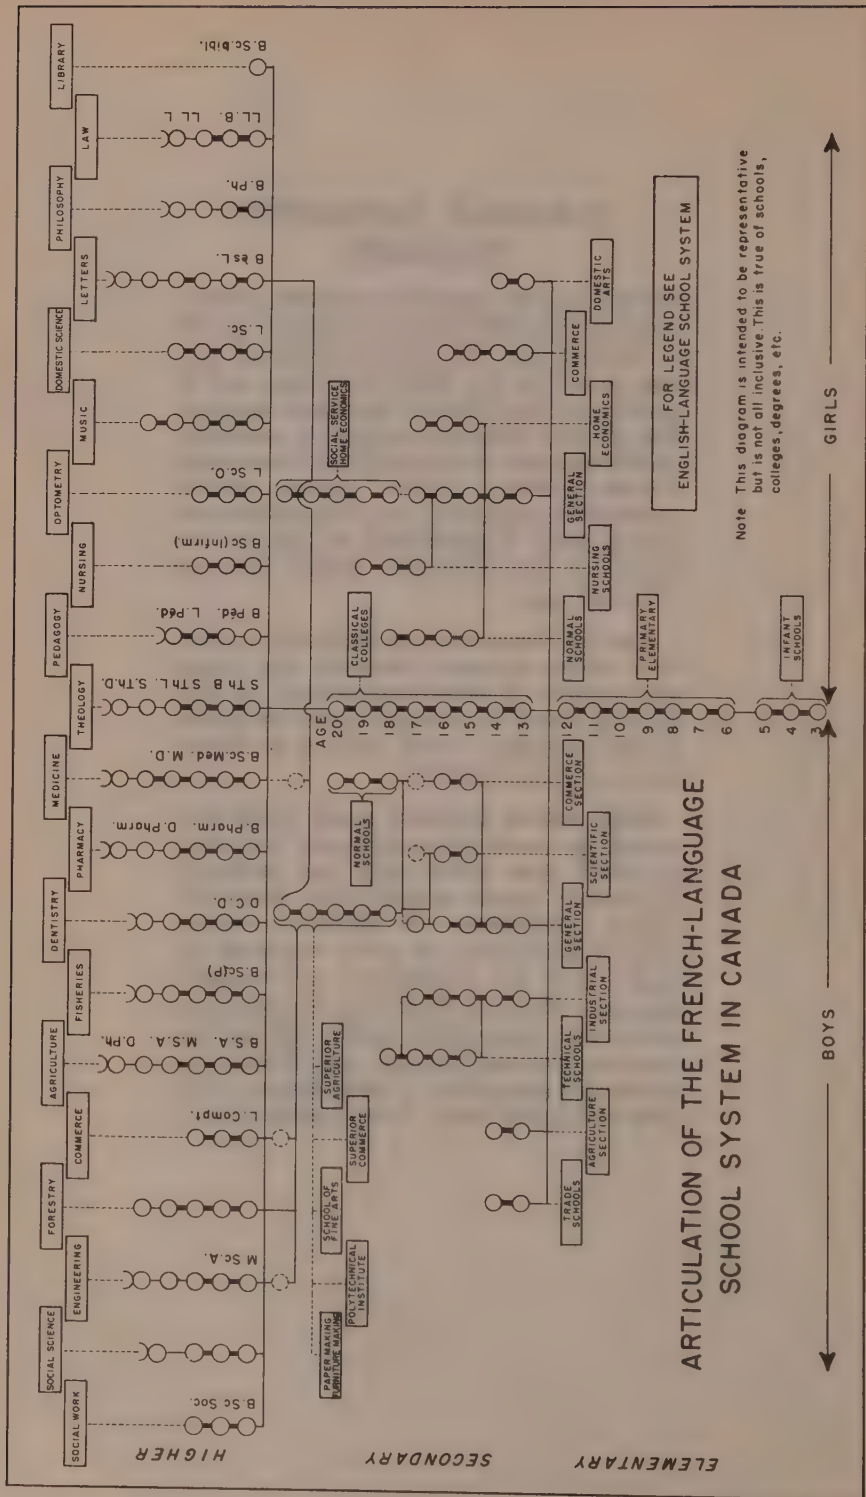 SOCIAL WORK
SOCIAL SCIENCE
ENGINEERING
FORESTRY
COMMERCE
AGRICULTURE
FISHERIES
DENTISTRY
PHARMACY
MEDICINE
THEOLOGY
PEDAGOGY
NURSING
OPTOMETRY
MUSIC
DOMESTIC SCIENCE
LETTERS
PHILOSOPHY
LAW
LIBRARY
HIGHER
B.Sc Soc.
M Sc.A.
L.Compt.
B.S.A. M.S.A. D.Ph.
B.Sc(P)
D.C.D.
B.Pharm. D.Pharm.
B.Sc.Med. M.D.
S Th B S Th L. S.Th.D.
B Péd. L.Péd.
B Sc(Infirm)
L Sc.O.
L.Sc.
B ès L.
B.Ph.
LL.B. LL L
B.Sc.bibl.
SECONDARY
PAPER MAKING
FURNITURE MAKING
POLYTECHNICAL
INSTITUTE
SCHOOL OF
FINE ARTS
SUPERIOR
COMMERCE
SUPERIOR
AGRICULTURE
NORMAL
SCHOOLS
CLASSICAL
COLLEGES
SOCIAL SERVICE
HOME ECONOMICS
AGE
20
19
18
17
16
15
14
13
ELEMENTARY
TRADE
SCHOOLS
AGRICULTURE
SECTION
TECHNICAL
SCHOOLS
INDUSTRIAL
SECTION
GENERAL
SECTION
SCIENTIFIC
SECTION
COMMERCE
SECTION
NORMAL
SCHOOLS
NURSING
SCHOOLS
GENERAL
SECTION
HOME
ECONOMICS
COMMERCE
DOMESTIC
ARTS
12
11
10
9
8
7
6
5
4
3
PRIMARY
ELEMENTARY
INFANT
SCHOOLS
FOR LEGEND SEE
ENGLISH-LANGUAGE SCHOOL SYSTEM
Note This diagram is intended to be representative
but is not all inclusive. This is true of schools,
colleges, degrees, etc.
ARTICULATION OF THE FRENCH-LANGUAGE
SCHOOL SYSTEM IN CANADA
BOYS
GIRLS